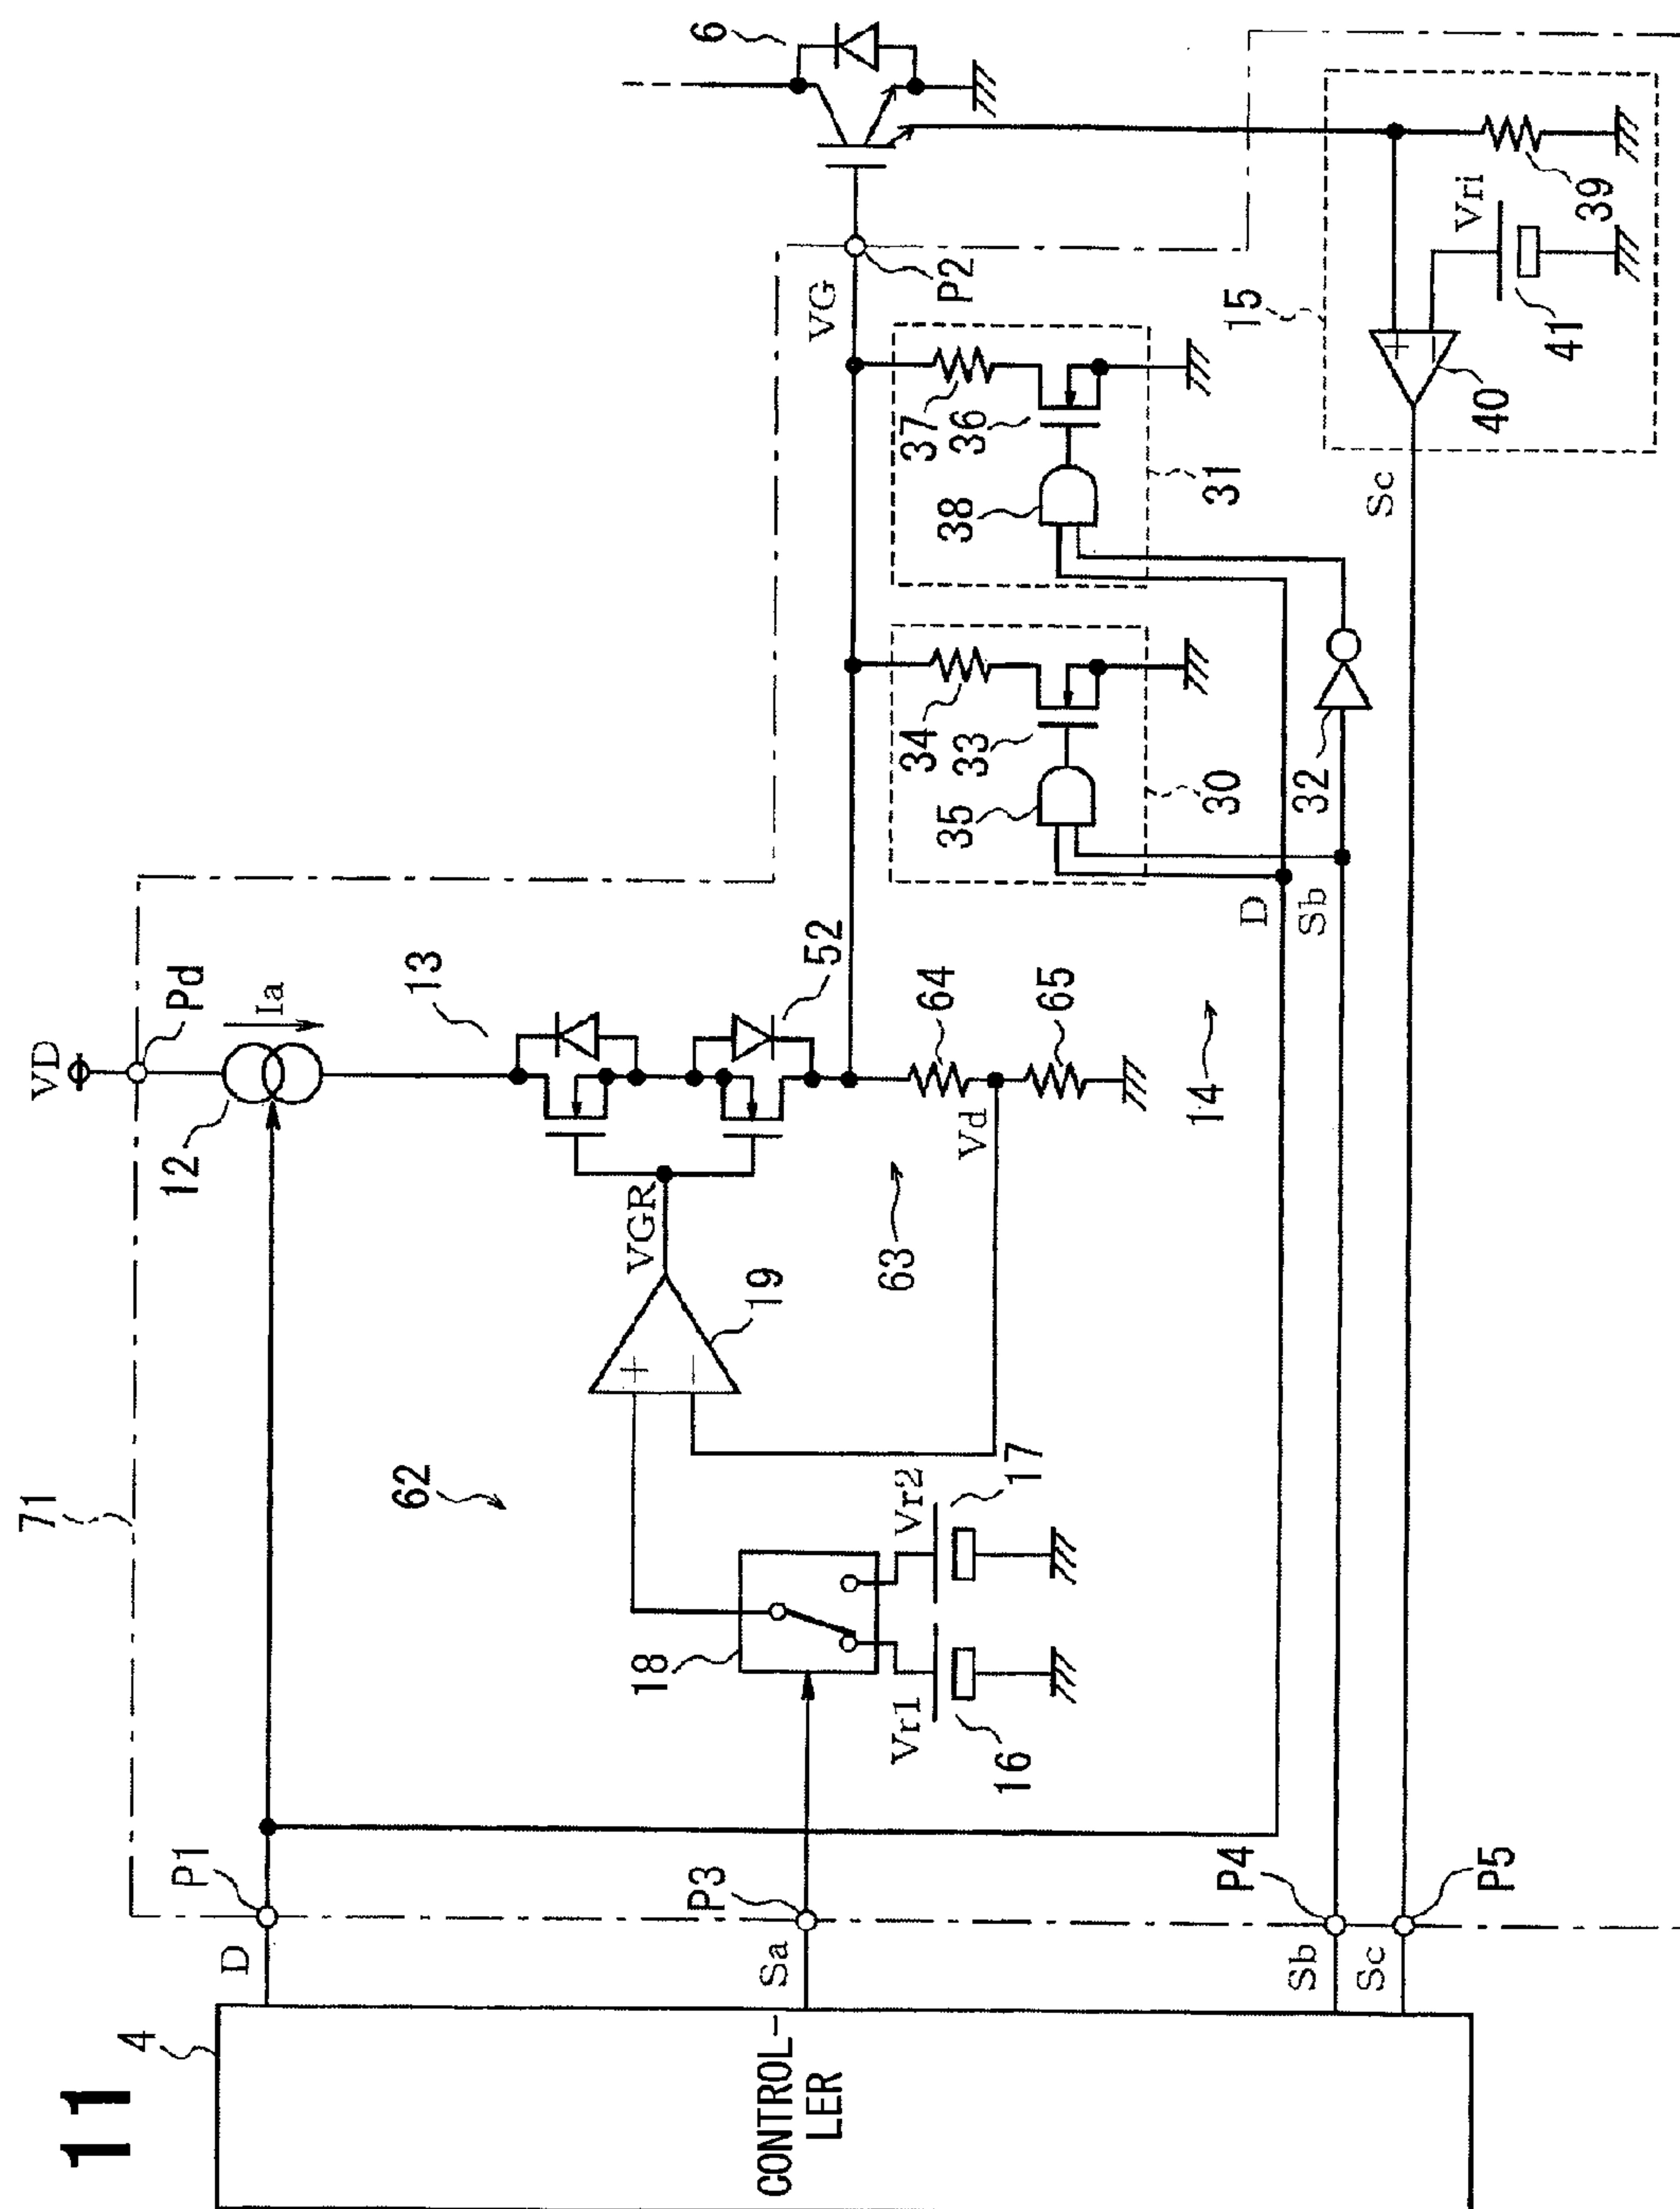 11
4
CONTROL-
LER
D
P1
Sa
P3
Sb
P4
Sc
P5
71
VD
Pd
12
Ia
13
52
62
VGR
19
18
Vr1
16
Vr2
17
63
Vd
64
65
14
VG
P2
6
34
33
35
30
37
36
38
31
D
Sb
32
Sc
15
Vri
39
41
40